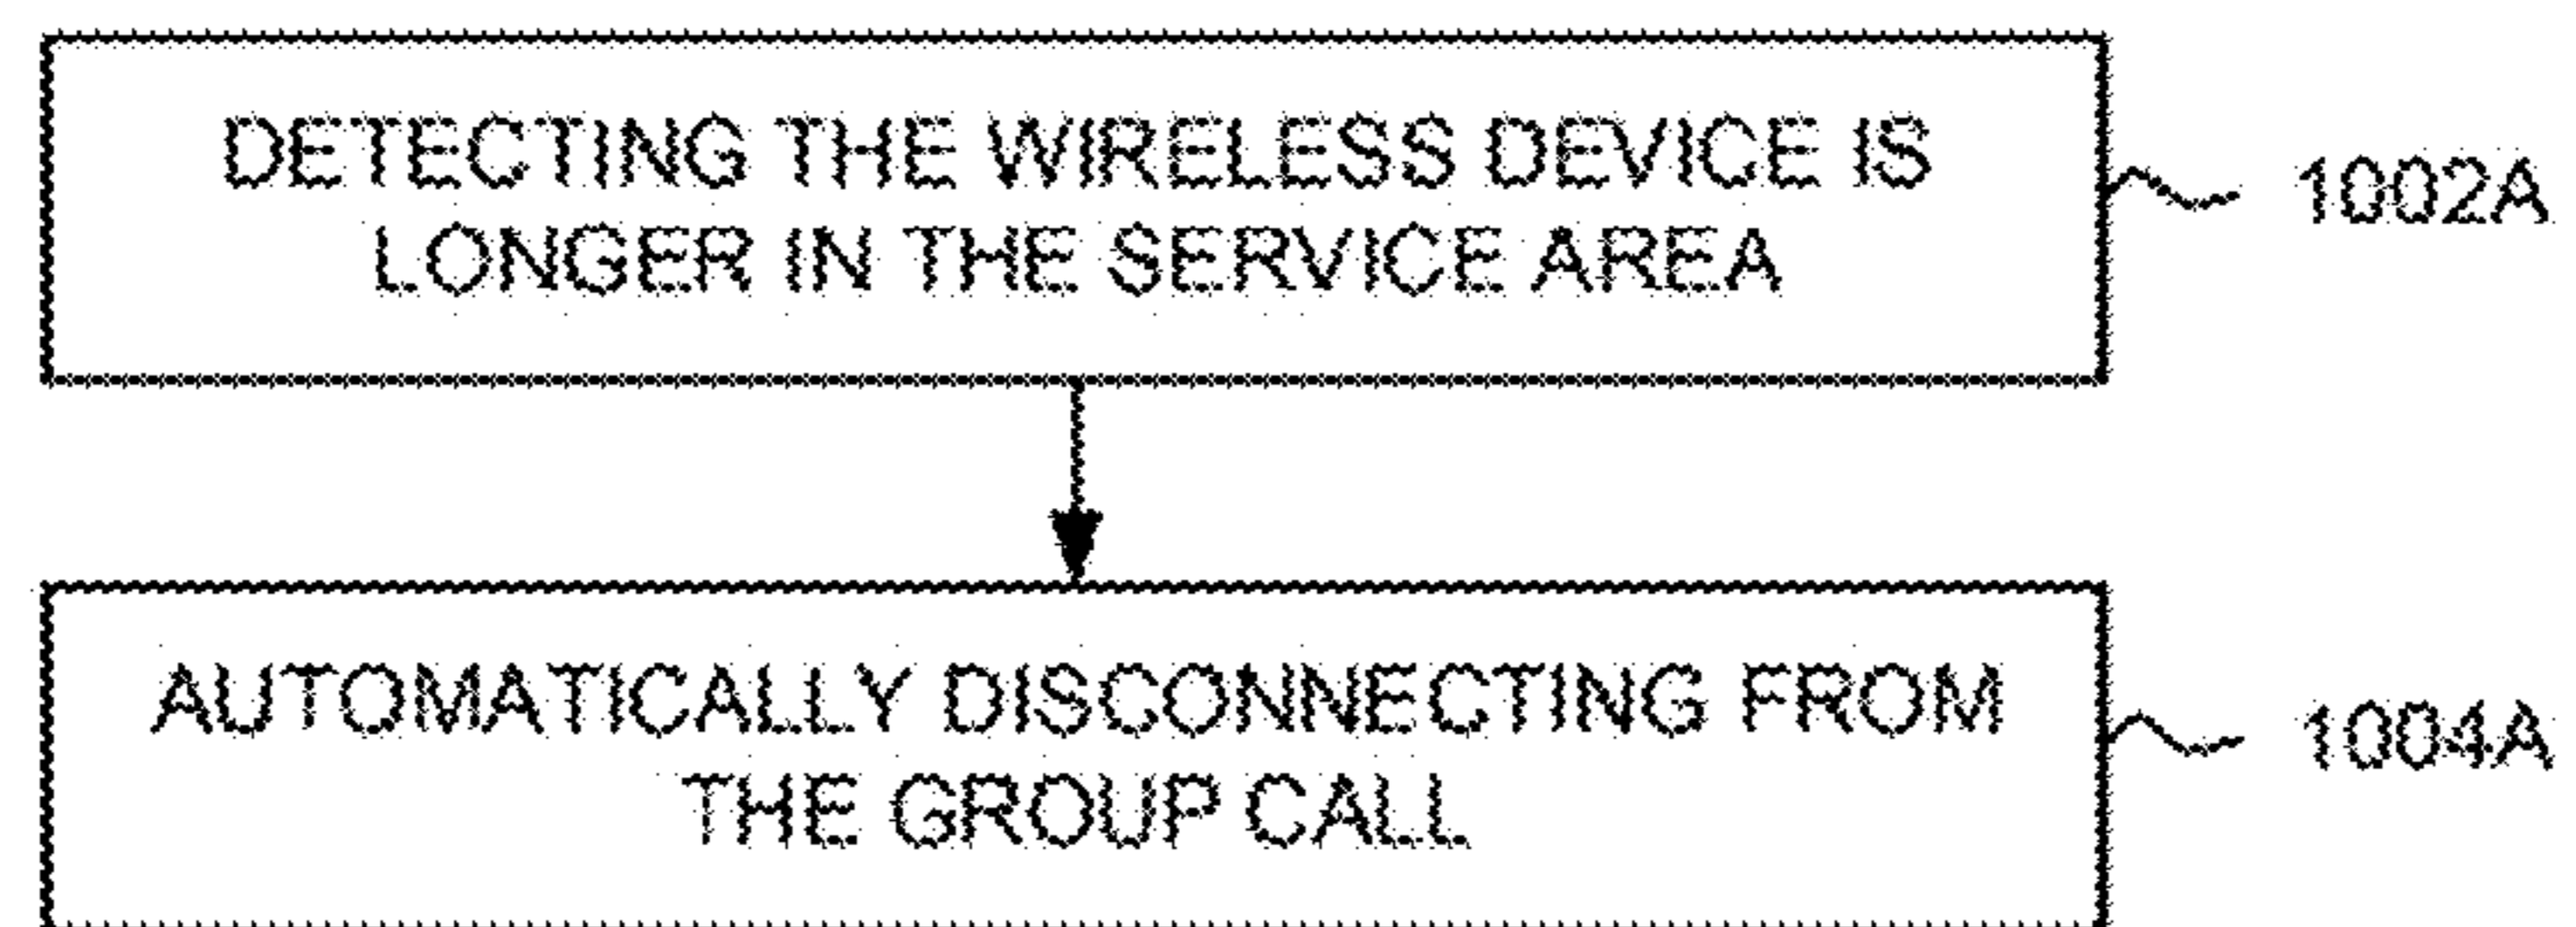 DETECTING THE WIRELESS DEVICE IS
LONGER IN THE SERVICE AREA
1002A
AUTOMATICALLY DISCONNECTING FROM
THE GROUP CALL
1004A